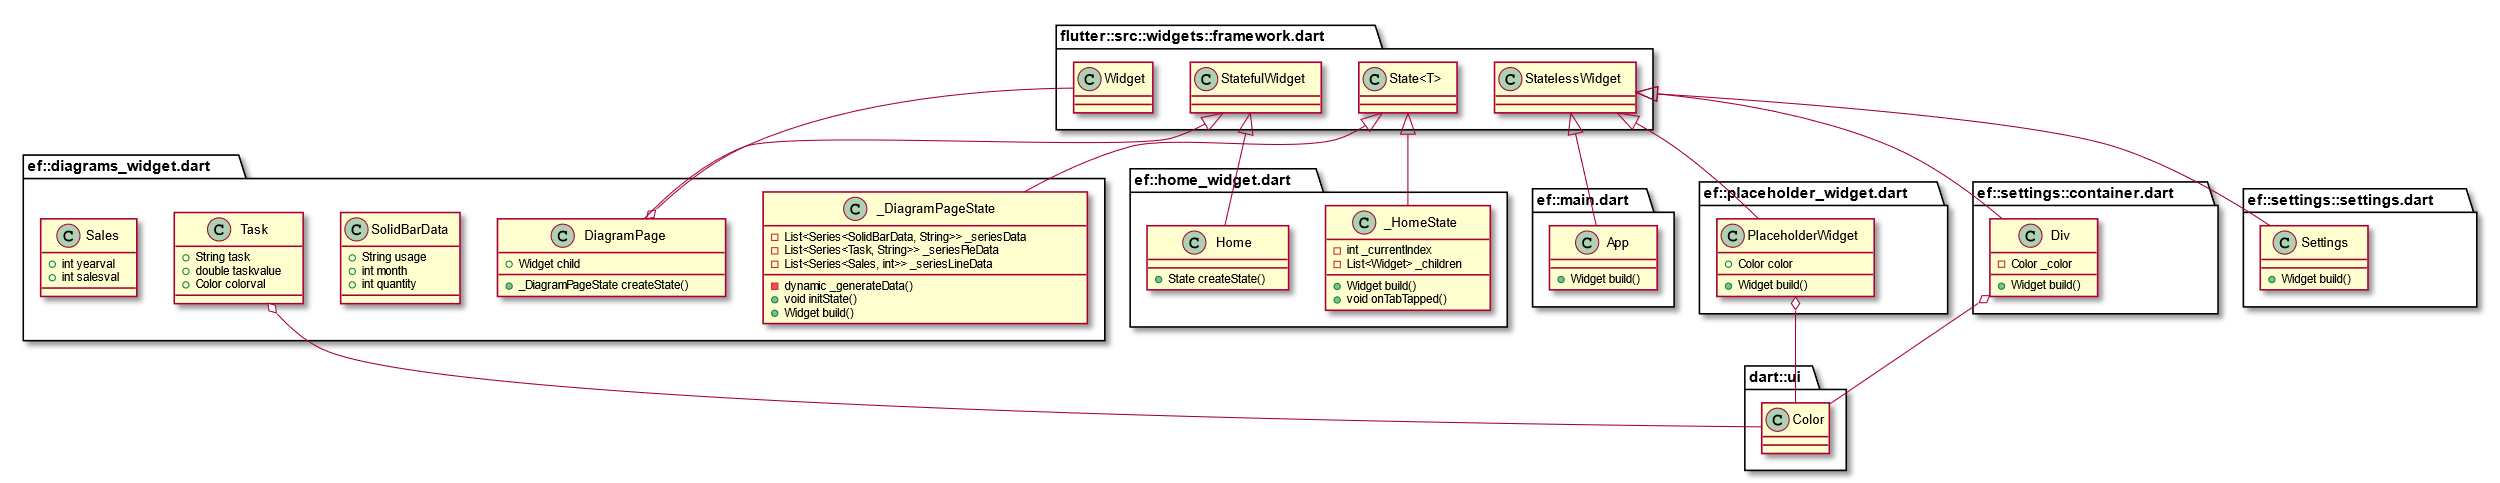 flutter::src::widgets::framework.dart
C Widget
C StatefulWidget
C State<T>
C StatelessWidget
ef::diagrams_widget.dart
C Sales
int yearval
int salesval
C Task
String task
double taskvalue
Color colorval
C SolidBarData
String usage
int month
int quantity
C DiagramPage
Widget child
_DiagramPageState createState()
C _DiagramPageState
List<Series<SolidBarData, String>> _seriesData
List<Series<Task, String>> _seriesPieData
List<Series<Sales, int>> _seriesLineData
dynamic _generateData()
void initState()
Widget build()
ef::home_widget.dart
C Home
State createState()
C _HomeState
int _currentIndex
List<Widget> _children
Widget build()
void onTabTapped()
ef::main.dart
C App
Widget build()
ef::placeholder_widget.dart
C PlaceholderWidget
Color color
Widget build()
ef::settings::container.dart
C Div
Color _color
Widget build()
ef::settings::settings.dart
C Settings
Widget build()
dart::ui
C Color